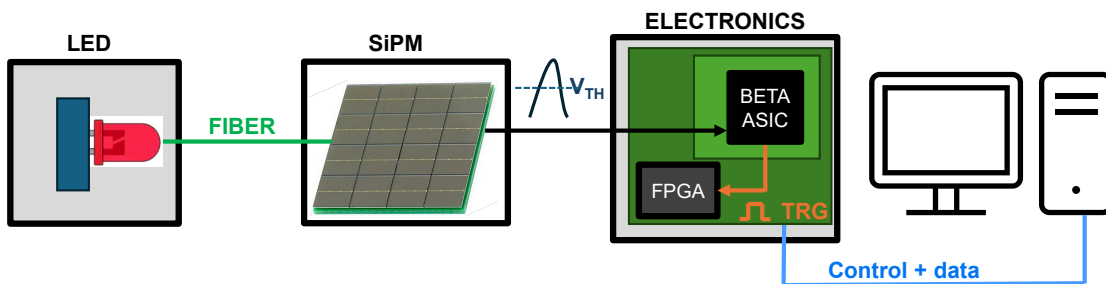 LED
SiPM
ELECTRONICS
FIBER
V_TH
BETA
ASIC
FPGA
TRG
Control + data